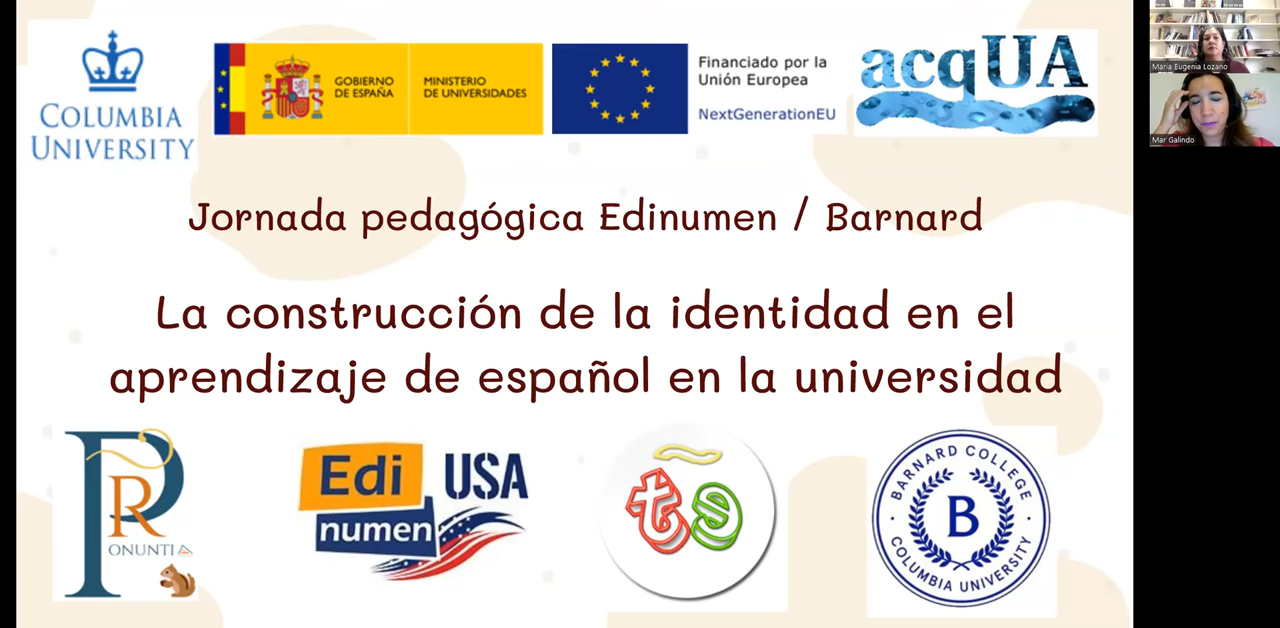 COLUMBIA
UNIVERSITY
GOBIERNO
DE ESPAÑA
MINISTERIO
DE UNIVERSIDADES
Financiado por la
Unión Europea
NextGenerationEU
acqUA
Maria Eugenia Lozano
Mar Galindo
Jornada pedagógica Edinumen / Barnard
La construcción de la identidad en el
aprendizaje de español en la universidad
PRONUNTIA
Edi
numen
USA
te
BARNARD COLLEGE
B
COLUMBIA UNIVERSITY